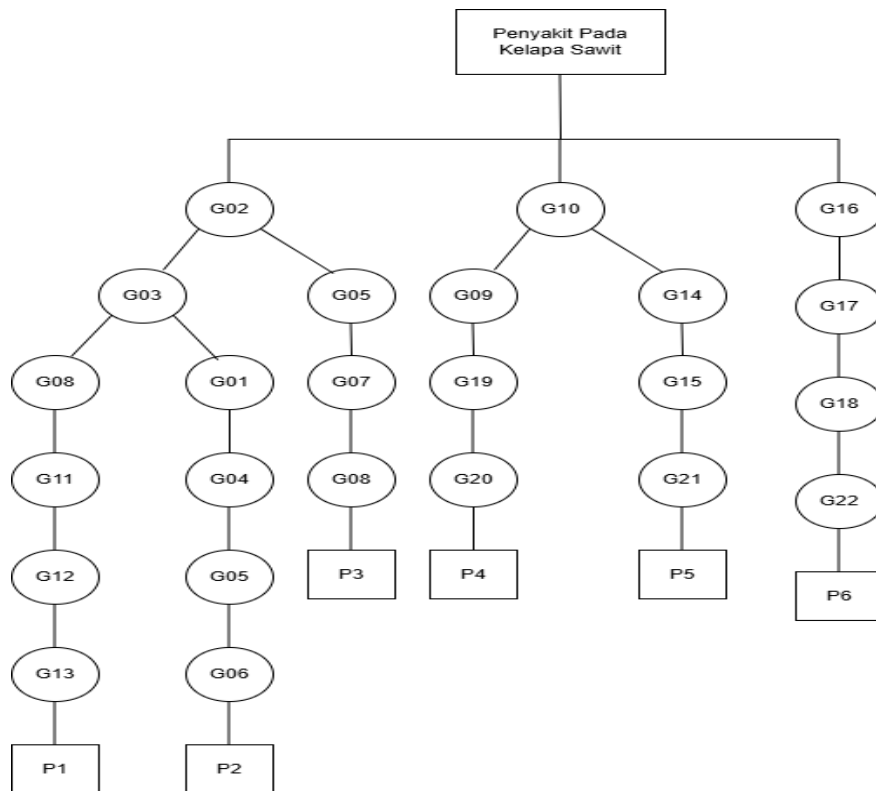 Penyakit Pada
Kelapa Sawit
G02
G10
G16
G03
G05
G09
G14
G17
G08
G01
G07
G19
G15
G18
G11
G04
G08
G20
G21
G22
G12
G05
P3
P4
P5
P6
G13
G06
P1
P2